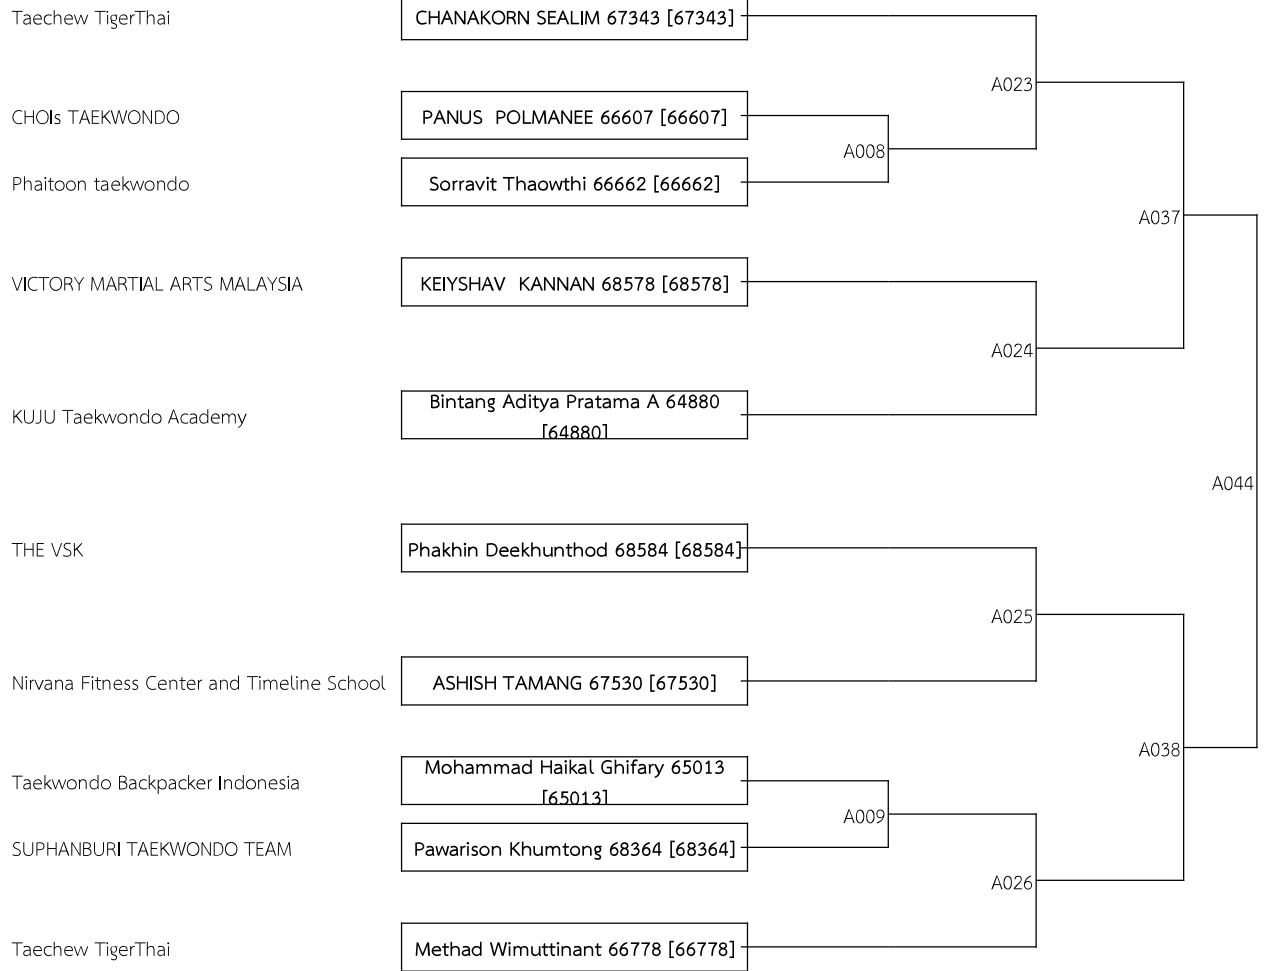 Taechew TigerThai
CHANAKORN SEALIM 67343 [67343]
A023
CHOIs TAEKWONDO
PANUS  POLMANEE 66607 [66607]
A008
Phaitoon taekwondo
Sorravit Thaowthi 66662 [66662]
A037
VICTORY MARTIAL ARTS MALAYSIA
KEIYSHAV  KANNAN 68578 [68578]
A024
KUJU Taekwondo Academy
Bintang Aditya Pratama A 64880
[64880]
A044
THE VSK
Phakhin Deekhunthod 68584 [68584]
A025
Nirvana Fitness Center and Timeline School
ASHISH TAMANG 67530 [67530]
A038
Taekwondo Backpacker Indonesia
Mohammad Haikal Ghifary 65013
[65013]
A009
SUPHANBURI TAEKWONDO TEAM
Pawarison Khumtong 68364 [68364]
A026
Taechew TigerThai
Methad Wimuttinant 66778 [66778]